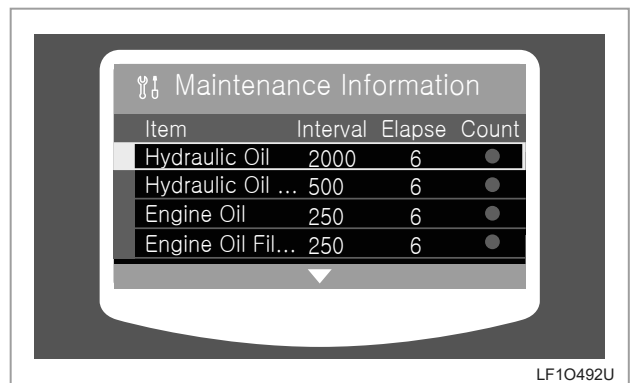 Maintenance Information
Item Interval Elapse Count
Hydraulic Oil 2000 6
Hydraulic Oil ... 500 6
Engine Oil 250 6
Engine Oil Fil... 250 6
LF1O492U